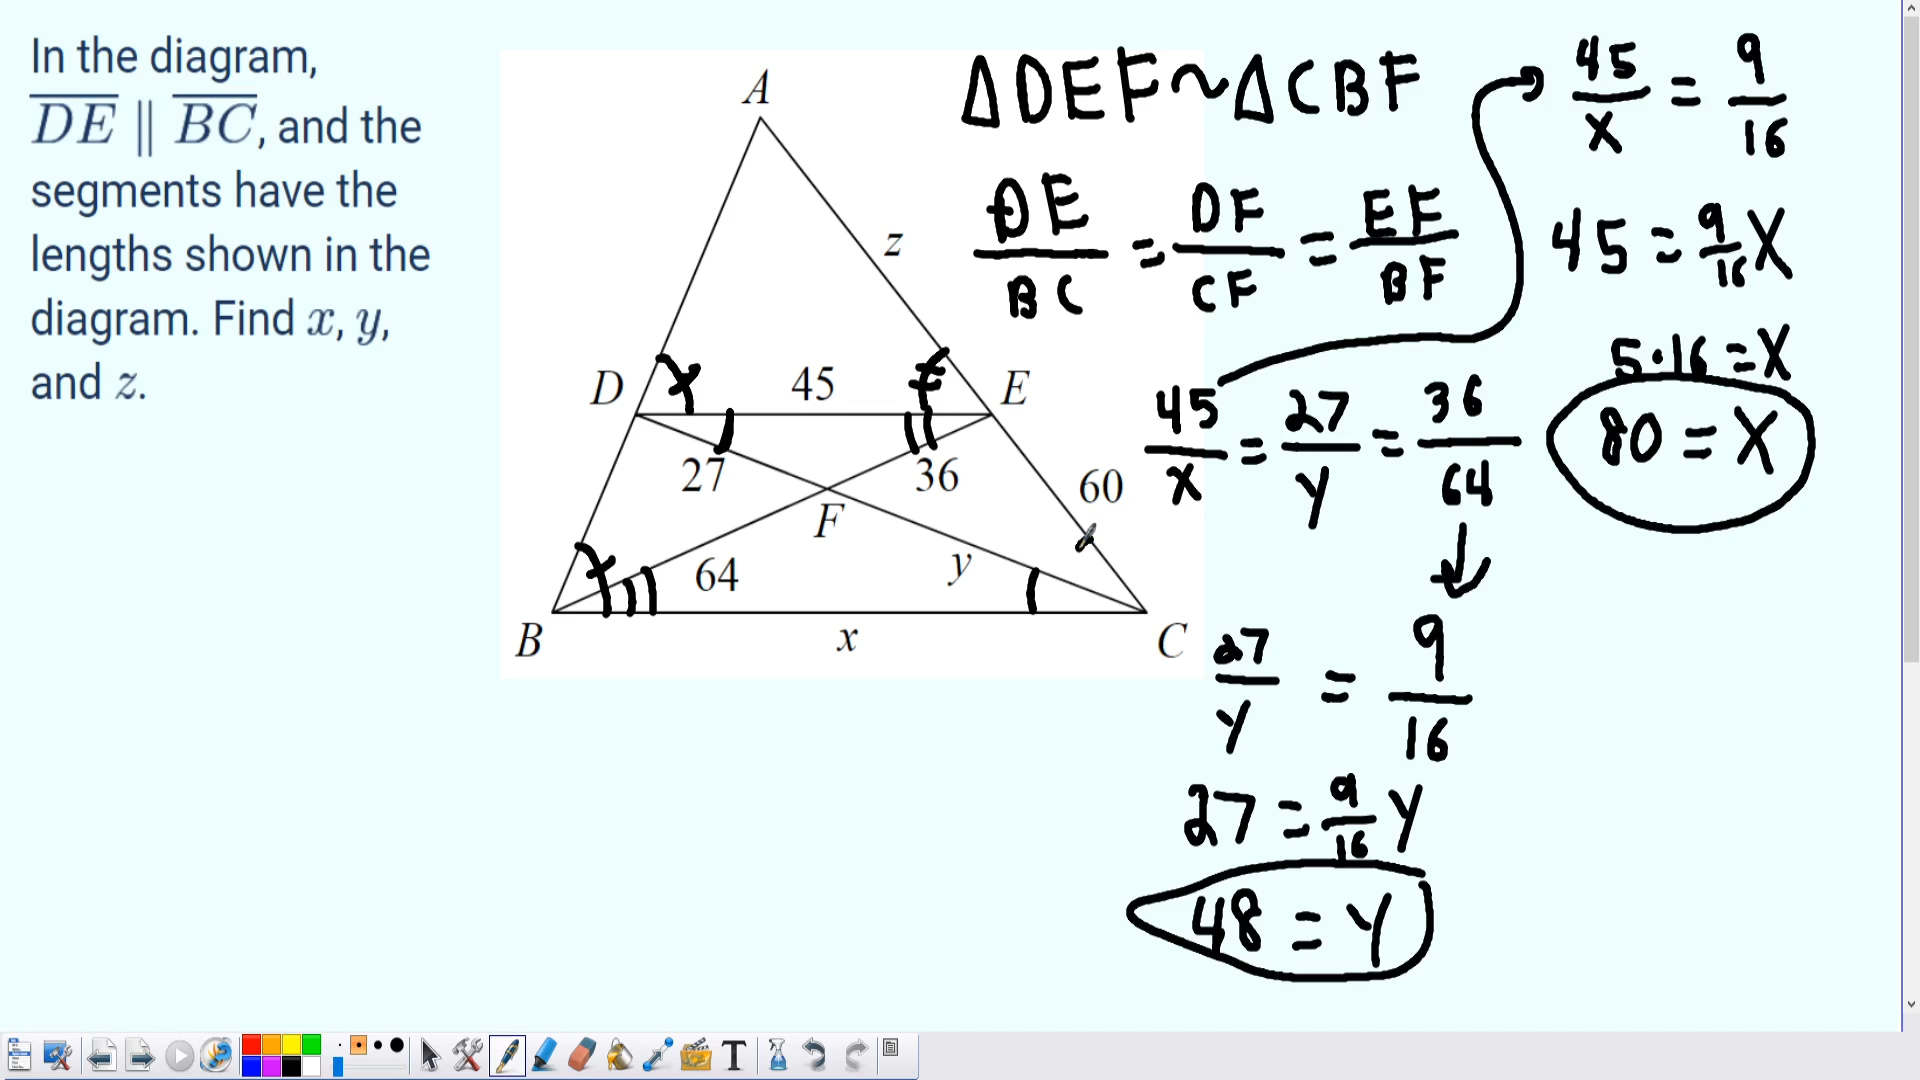 In the diagram,
DE ∥ BC, and the
segments have the
lengths shown in the
diagram. Find x, y,
and z.
A
z
D
45
E
27
36
60
F
64
y
B
x
C
△DEF~△CBF
DE/BC = DF/CF = EF/BF
45/x = 27/y = 36/64
27/y = 9/16
27 = 9/16 y
48 = y
45/x = 9/16
45 = 9/16 x
5·16 = x
80 = x
T